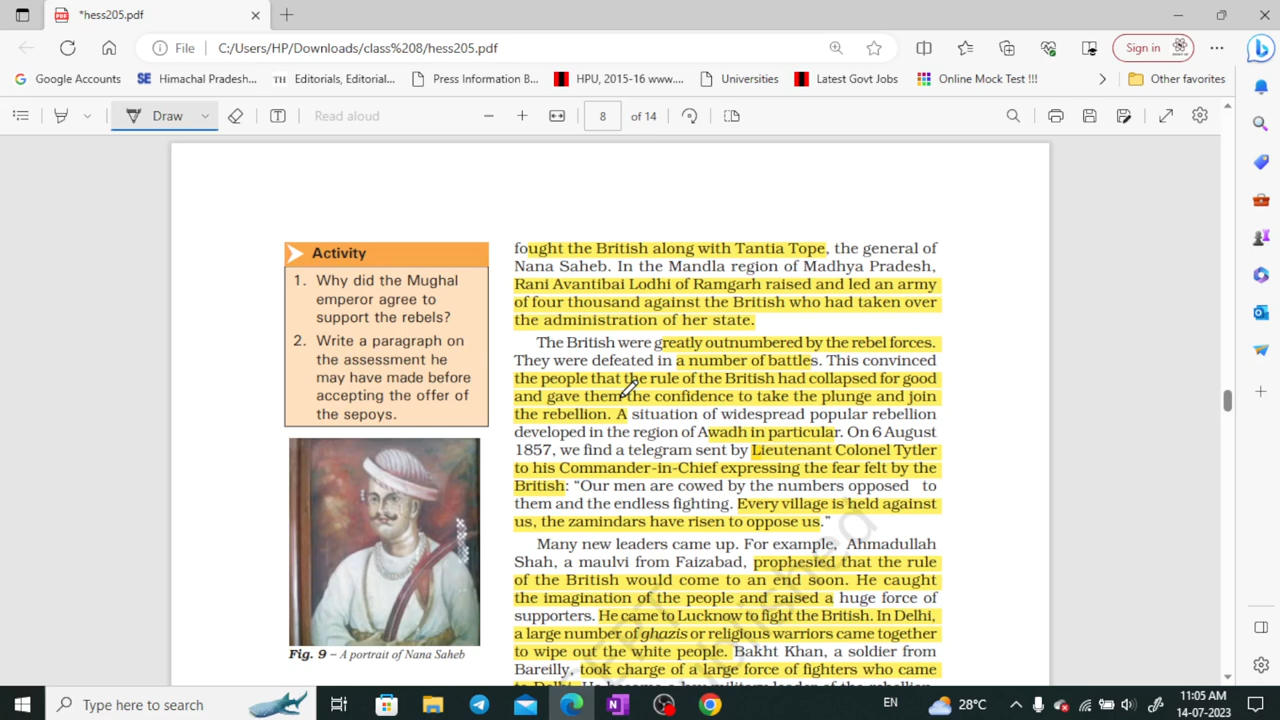 *hess205.pdf
File
C:/Users/HP/Downloads/class%208/hess205.pdf
Sign in
Google Accounts
SE Himachal Pradesh...
TH Editorials, Editorial...
Press Information B...
HPU, 2015-16 www....
Universities
Latest Govt Jobs
Online Mock Test !!!
Other favorites
Draw
Read aloud
8 of 14
Activity
1. Why did the Mughal
emperor agree to
support the rebels?
2. Write a paragraph on
the assessment he
may have made before
accepting the offer of
the sepoys.
Fig. 9 – A portrait of Nana Saheb
fought the British along with Tantia Tope, the general of
Nana Saheb. In the Mandla region of Madhya Pradesh,
Rani Avantibai Lodhi of Ramgarh raised and led an army
of four thousand against the British who had taken over
the administration of her state.
The British were greatly outnumbered by the rebel forces.
They were defeated in a number of battles. This convinced
the people that the rule of the British had collapsed for good
and gave them the confidence to take the plunge and join
the rebellion. A situation of widespread popular rebellion
developed in the region of Awadh in particular. On 6 August
1857, we find a telegram sent by Lieutenant Colonel Tytler
to his Commander-in-Chief expressing the fear felt by the
British: “Our men are cowed by the numbers opposed to
them and the endless fighting. Every village is held against
us, the zamindars have risen to oppose us.”
Many new leaders came up. For example, Ahmadullah
Shah, a maulvi from Faizabad, prophesied that the rule
of the British would come to an end soon. He caught
the imagination of the people and raised a huge force of
supporters. He came to Lucknow to fight the British. In Delhi,
a large number of ghazis or religious warriors came together
to wipe out the white people. Bakht Khan, a soldier from
Bareilly, took charge of a large force of fighters who came
to Delhi. He became a key military leader of the rebellion.
Type here to search
28°C
EN
11:05 AM
14-07-2023